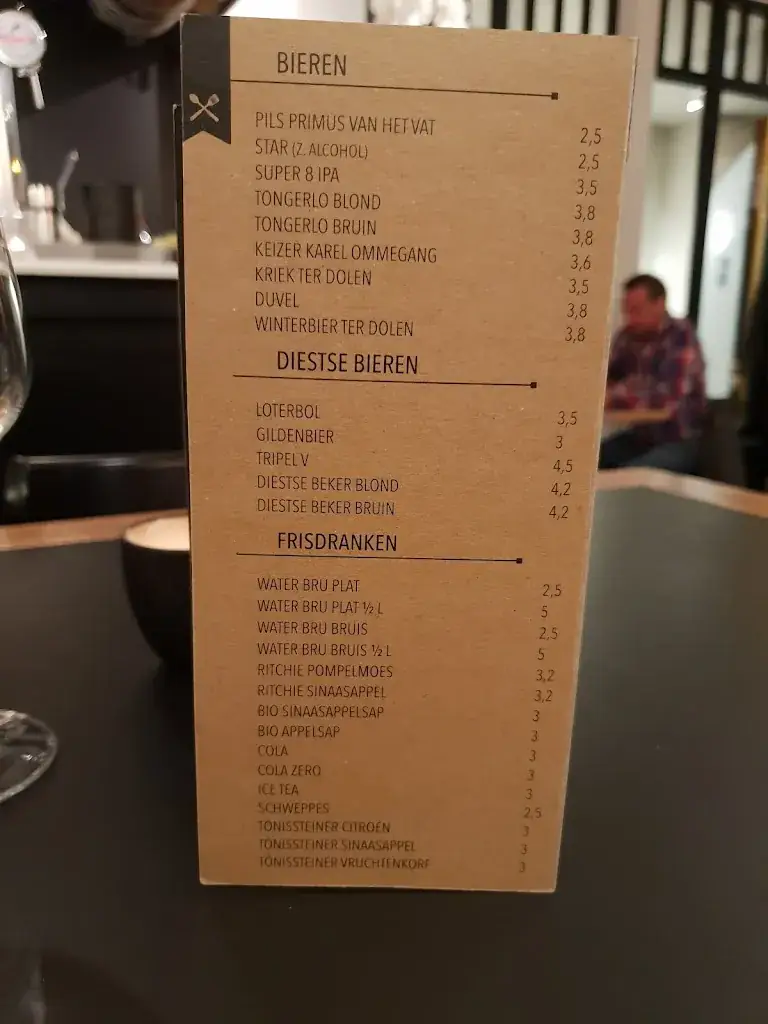 BIEREN
PILS PRIMUS VAN HET VAT 2,5
STAR (Z. ALCOHOL) 2,5
SUPER 8 IPA 3,5
TONGERLO BLOND 3,8
TONGERLO BRUIN 3,8
KEIZER KAREL OMMEGANG 3,6
KRIEK TER DOLEN 3,5
DUVEL 3,8
WINTERBIER TER DOLEN 3,8
DIESTSE BIEREN
LOTERBOL 3,5
GILDENBIER 3
TRIPEL V 4,5
DIESTSE BEKER BLOND 4,2
DIESTSE BEKER BRUIN 4,2
FRISDRANKEN
WATER BRU PLAT 2,5
WATER BRU PLAT ½ L 5
WATER BRU BRUIS 2,5
WATER BRU BRUIS ½ L 5
RITCHIE POMPELMOES 3,2
RITCHIE SINAASAPPEL 3,2
BIO SINAASAPPELSAP 3
BIO APPELSAP 3
COLA 3
COLA ZERO 3
ICE TEA 3
SCHWEPPES 2,5
TONISSTEINER CITROEN 3
TONISSTEINER SINAASAPPEL 3
TONISSTEINER VRUCHTENKORF 3